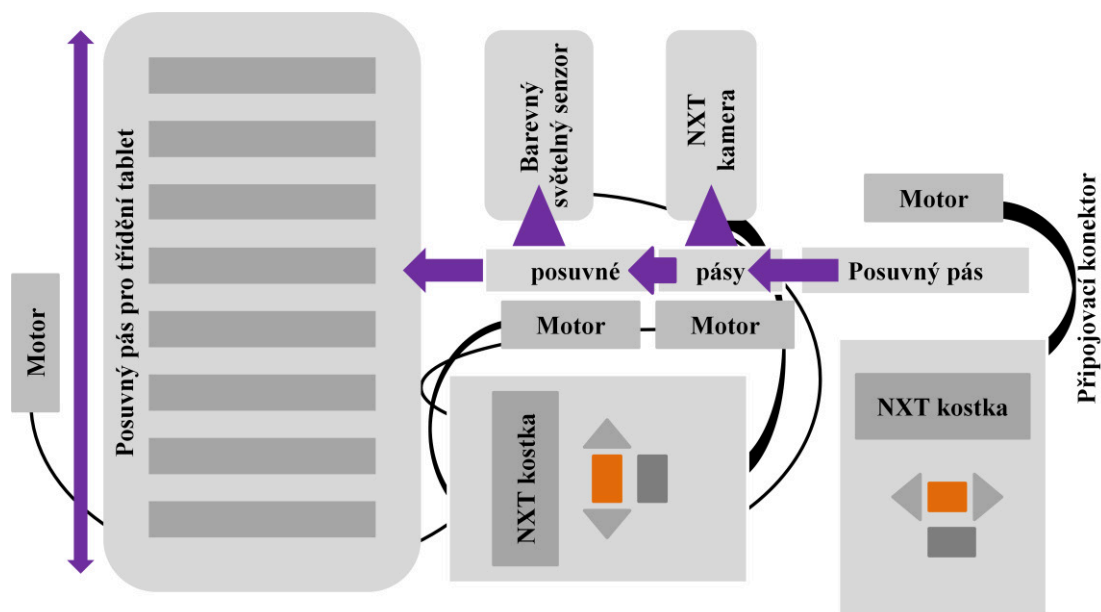 Motor
Posuvný pás pro třídění tablet
Barevný
světelný senzor
NXT
kamera
Motor
Připojovací konektor
posuvné
pásy
Posuvný pás
Motor
Motor
NXT kostka
NXT kostka